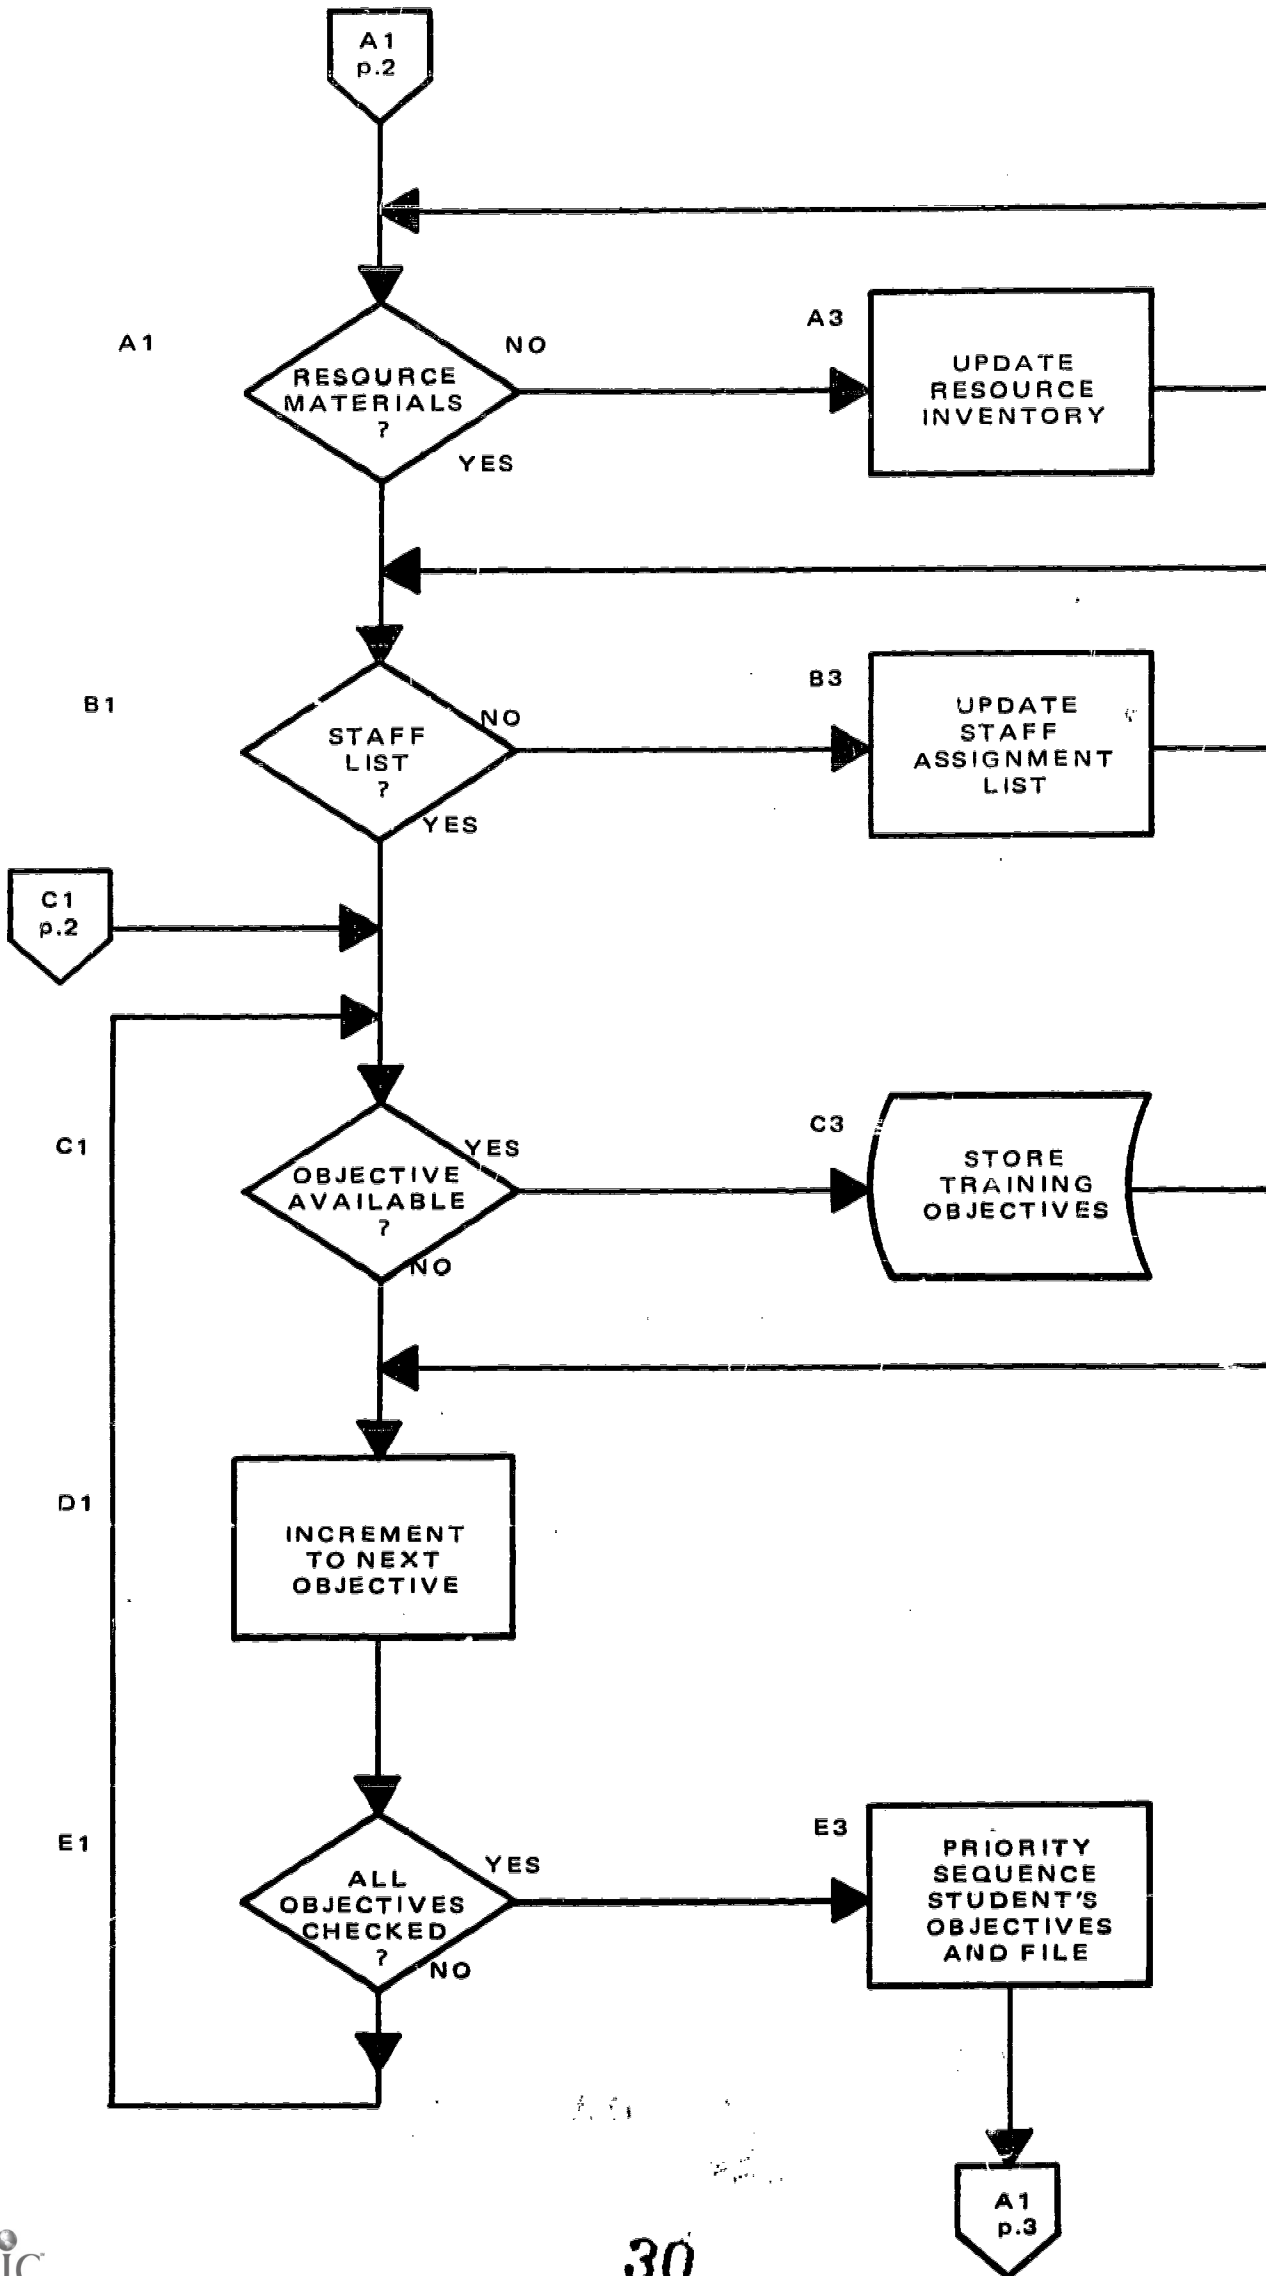 A1
p.2
A1
RESOURCE
MATERIALS
?
NO
YES
A3
UPDATE
RESOURCE
INVENTORY
B1
STAFF
LIST
?
NO
YES
B3
UPDATE
STAFF
ASSIGNMENT
LIST
C1
p.2
C1
OBJECTIVE
AVAILABLE
?
YES
NO
C3
STORE
TRAINING
OBJECTIVES
D1
INCREMENT
TO NEXT
OBJECTIVE
E1
ALL
OBJECTIVES
CHECKED
?
YES
NO
E3
PRIORITY
SEQUENCE
STUDENT'S
OBJECTIVES
AND FILE
A1
p.3
30